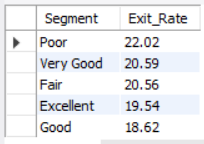 Segment Exit_Rate
Poor 22.02
Very Good 20.59
Fair 20.56
Excellent 19.54
Good 18.62